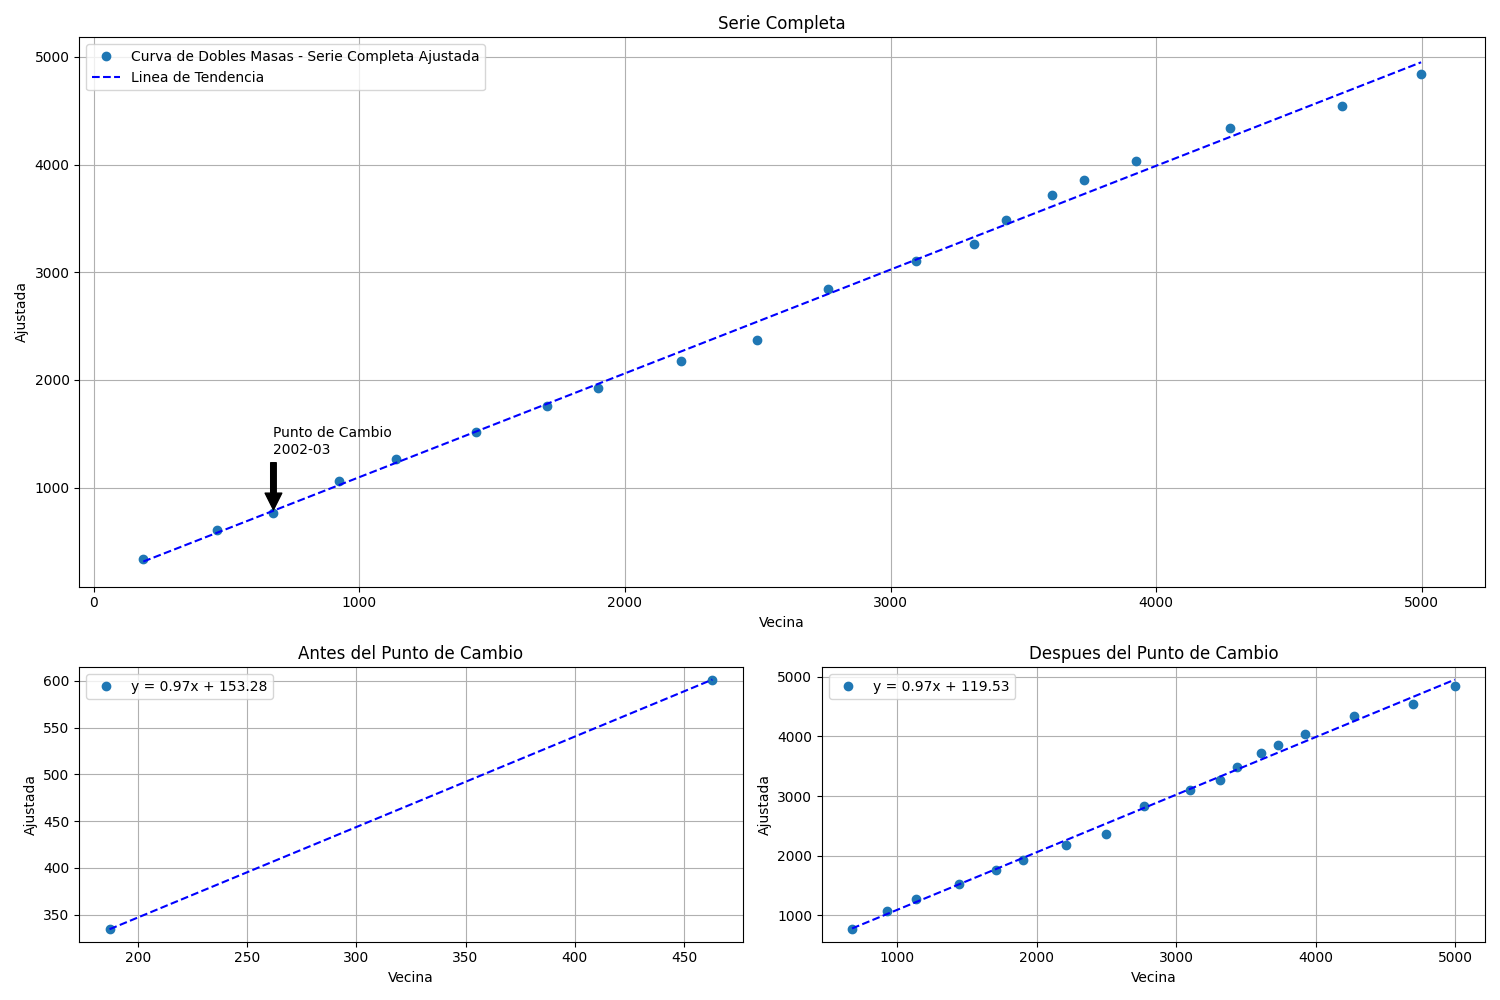 Serie Completa
Curva de Dobles Masas - Serie Completa Ajustada
Linea de Tendencia
5000
4000
3000
2000
1000
Ajustada
Punto de Cambio
2002-03
0 1000 2000 3000 4000 5000
Vecina
Antes del Punto de Cambio
y = 0.97x + 153.28
600
550
500
450
400
350
Ajustada
200 250 300 350 400 450
Vecina
Despues del Punto de Cambio
y = 0.97x + 119.53
5000
4000
3000
2000
1000
Ajustada
1000 2000 3000 4000 5000
Vecina